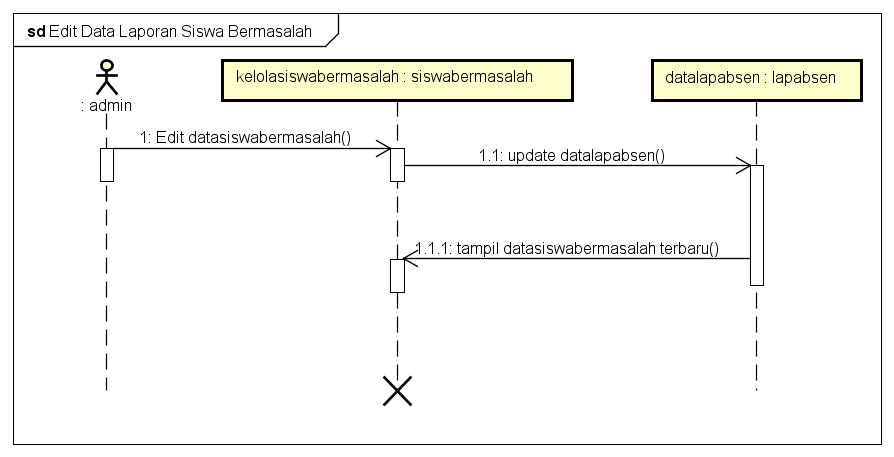 sd Edit Data Laporan Siswa Bermasalah
: admin
kelolasiswabermasalah : siswabermasalah
datalapabsen : lapabsen
1: Edit datasiswabermasalah()
1.1: update datalapabsen()
1.1.1: tampil datasiswabermasalah terbaru()